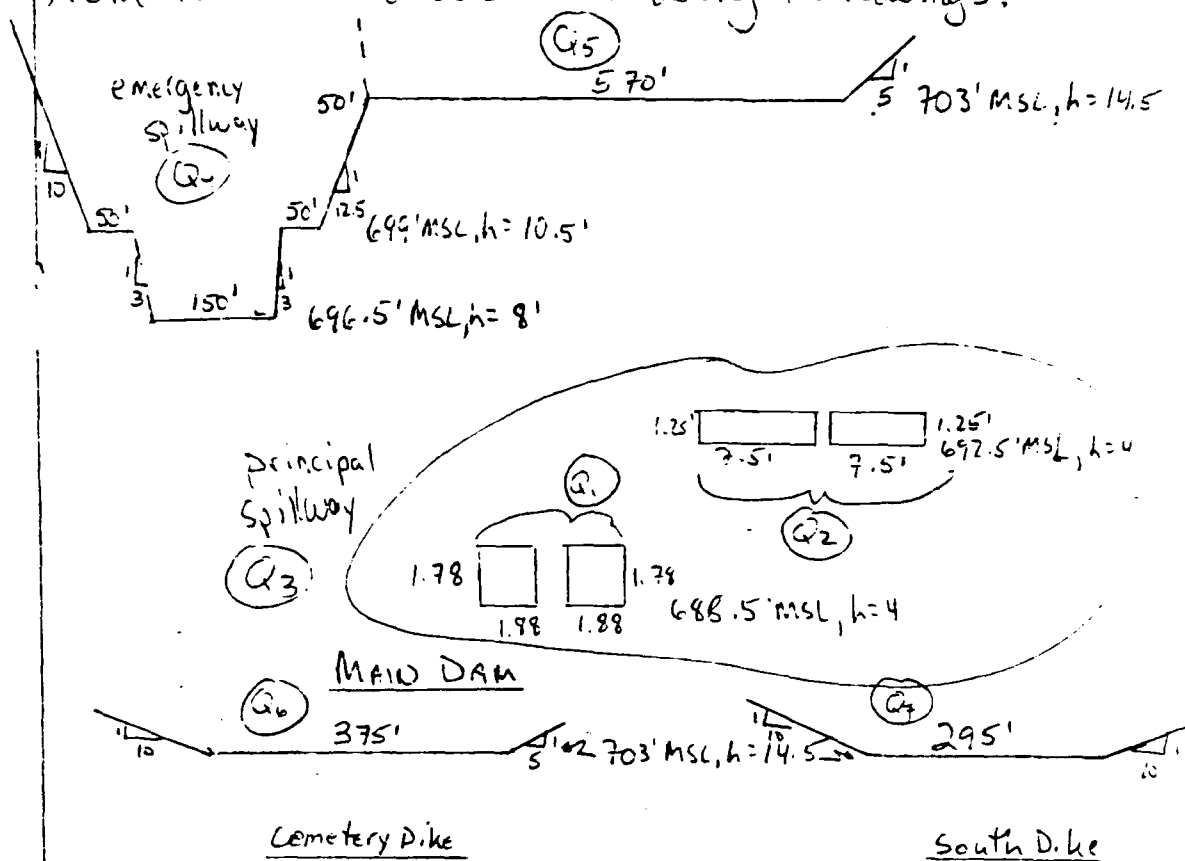 Q5
570'
emergency
spillway
50'
1
5 703' MSL, h=14.5
10
50'
50'
1
12.5
699' MSL, h=10.5'
1
3
150'
1
3
696.5' MSL, h=8'
1.25'
1.25'
7.5'
7.5'
692.5' MSL, h=4
principal
spillway
Q1
Q2
Q3
1.78
1.78
1.88
1.88
688.5' MSL, h=4
MAIN DAM
Q6
Q7
1
10
375'
1
5
703' MSL, h=14.5
1
10
295'
1
10
Cemetery Dike
South Dike